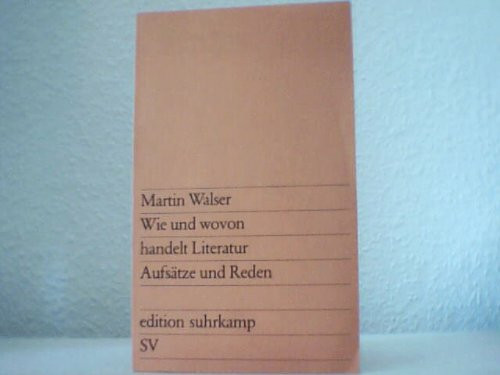 Martin Walser
Wie und wovon
handelt Literatur
Aufsätze und Reden
edition suhrkamp
SV